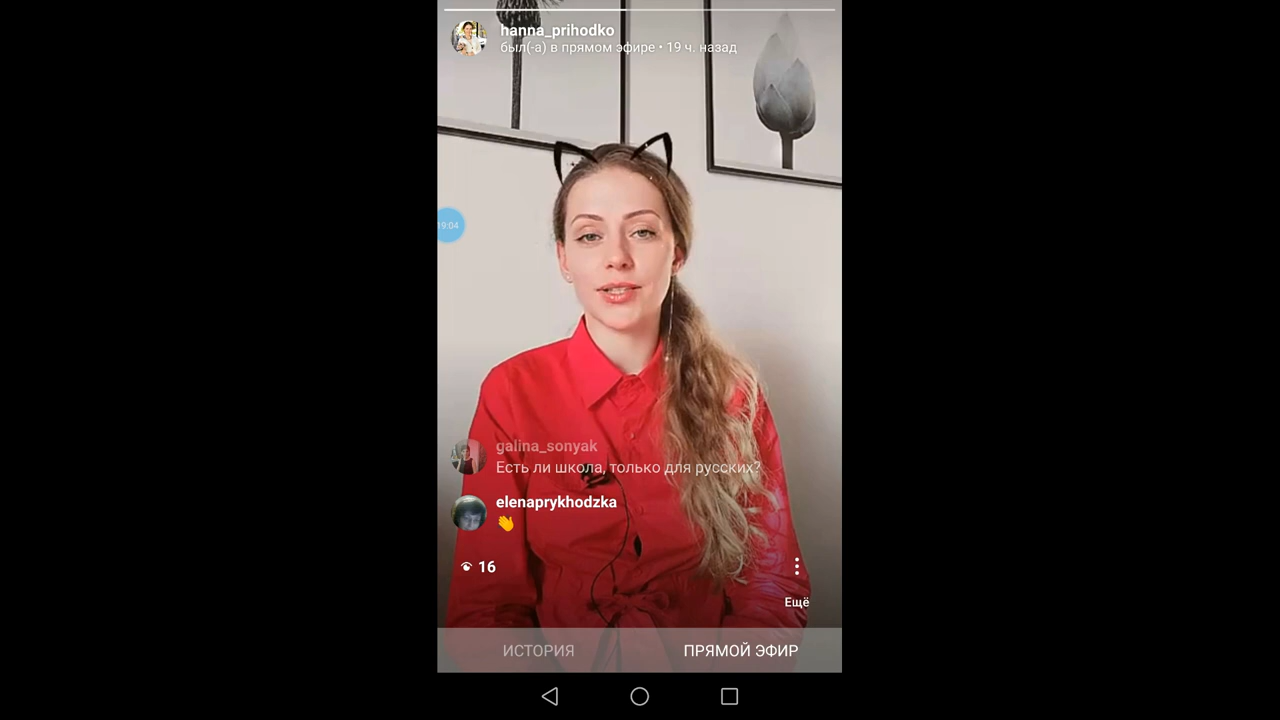 hanna_prihodko
был(-а) в прямом эфире • 19 ч. назад
19:04
galina_sonyak
Есть ли школа, только для русских?
elenaprykhodzka
👋
16
Ещё
ИСТОРИЯ
ПРЯМОЙ ЭФИР